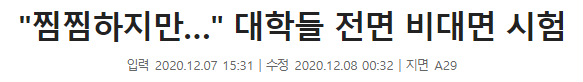 "찜찜하지만..." 대학들 전면 비대면 시험
입력 2020.12.07 15:31 | 수정 2020.12.08 00:32 | 지면 A29